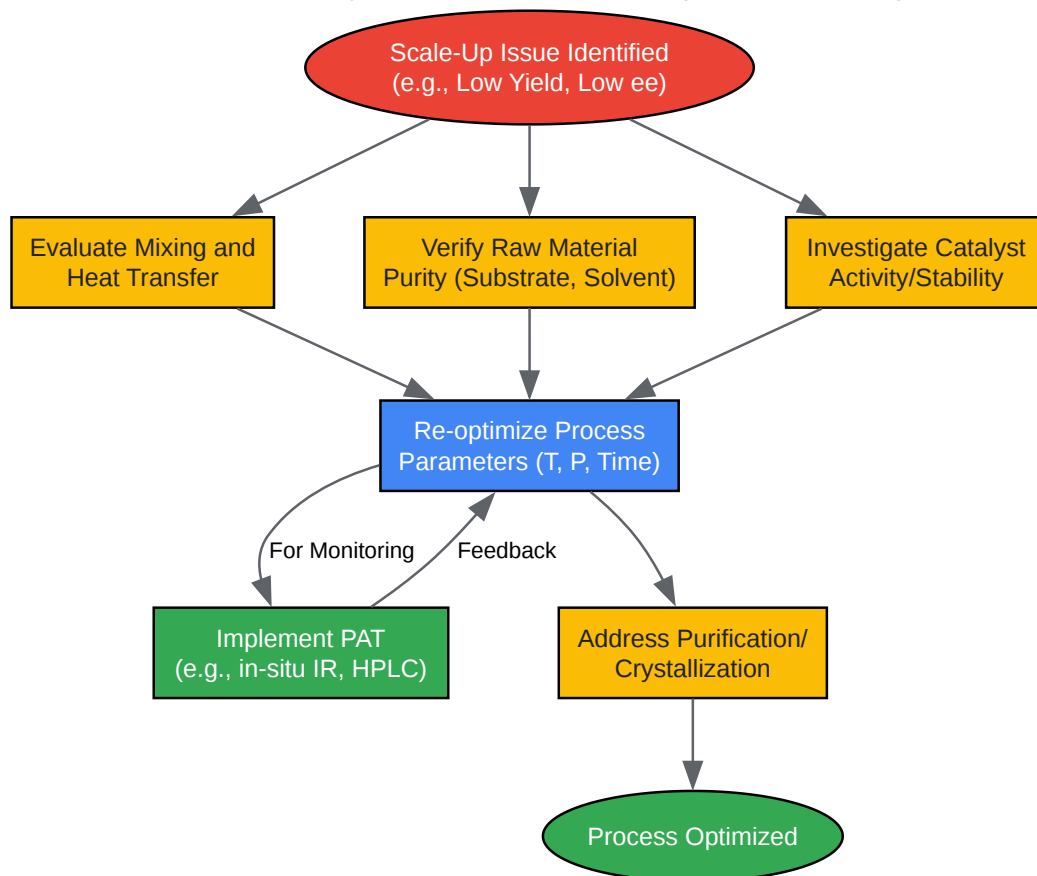 Scale-Up Issue Identified
(e.g., Low Yield, Low ee)
Evaluate Mixing and
Heat Transfer
Verify Raw Material
Purity (Substrate, Solvent)
Investigate Catalyst
Activity/Stability
Re-optimize Process
Parameters (T, P, Time)
For Monitoring
Feedback
Implement PAT
(e.g., in-situ IR, HPLC)
Address Purification/
Crystallization
Process Optimized